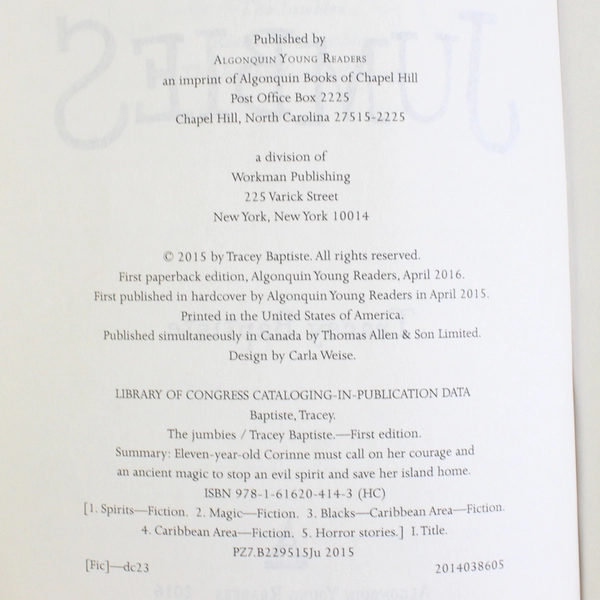 Published by
ALGONQUIN YOUNG READERS
an imprint of Algonquin Books of Chapel Hill
Post Office Box 2225
Chapel Hill, North Carolina 27515-2225
a division of
Workman Publishing
225 Varick Street
New York, New York 10014
© 2015 by Tracey Baptiste. All rights reserved.
First paperback edition, Algonquin Young Readers, April 2016.
First published in hardcover by Algonquin Young Readers in April 2015.
Printed in the United States of America.
Published simultaneously in Canada by Thomas Allen & Son Limited.
Design by Carla Weise.
LIBRARY OF CONGRESS CATALOGING-IN-PUBLICATION DATA
Baptiste, Tracey.
The jumbies / Tracey Baptiste.—First edition.
Summary: Eleven-year-old Corinne must call on her courage and
an ancient magic to stop an evil spirit and save her island home.
ISBN 978-1-61620-414-3 (HC)
[1. Spirits—Fiction. 2. Magic—Fiction. 3. Blacks—Caribbean Area—Fiction.
4. Caribbean Area—Fiction. 5. Horror stories.] I. Title.
PZ7.B229515Ju 2015
[Fic]—dc23 2014038605